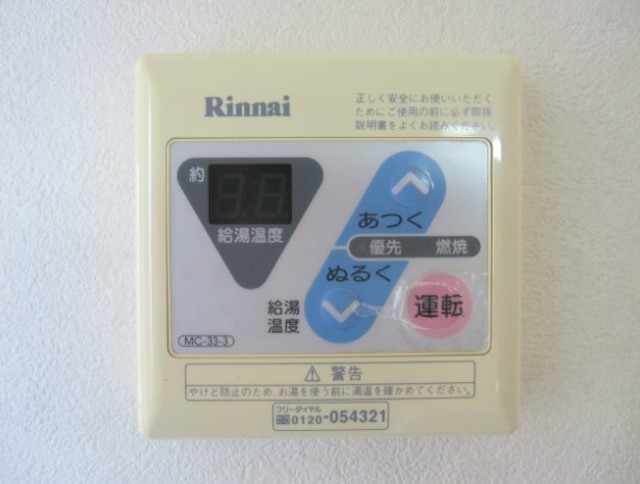 Rinnai
正しく安全にお使いいただく
ためにご使用の前に必ず取扱
説明書をよくお読みください。
約
給湯温度
あつく
優先 燃焼
ぬるく
給湯
温度
運転
MC-33-3
⚠ 警告
やけど防止のため、お湯を使う前に湯温を確かめてください。
フリーダイヤル
0120-054321